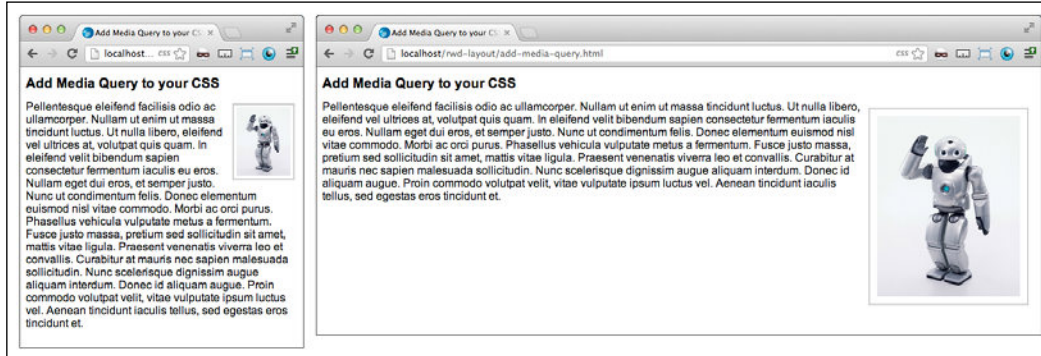 Add Media Query to your CS
localhost... css
Add Media Query to your CSS
Pellentesque eleifend facilisis odio ac
ullamcorper. Nullam ut enim ut massa
tincidunt luctus. Ut nulla libero, eleifend
vel ultrices at, volutpat quis quam. In
eleifend velit bibendum sapien
consectetur fermentum iaculis eu eros.
Nullam eget dui eros, et semper justo.
Nunc ut condimentum felis. Donec elementum
euismod nisl vitae commodo. Morbi ac orci purus.
Phasellus vehicula vulputate metus a fermentum.
Fusce justo massa, pretium sed sollicitudin sit amet,
mattis vitae ligula. Praesent venenatis viverra leo et
convallis. Curabitur at mauris nec sapien malesuada
sollicitudin. Nunc scelerisque dignissim augue
aliquam interdum. Donec id aliquam augue. Proin
commodo volutpat velit, vitae vulputate ipsum luctus
vel. Aenean tincidunt iaculis tellus, sed egestas eros
tincidunt et.
Add Media Query to your CS
localhost/rwd-layout/add-media-query.html css
Add Media Query to your CSS
Pellentesque eleifend facilisis odio ac ullamcorper. Nullam ut enim ut massa tincidunt luctus. Ut nulla libero,
eleifend vel ultrices at, volutpat quis quam. In eleifend velit bibendum sapien consectetur fermentum iaculis
eu eros. Nullam eget dui eros, et semper justo. Nunc ut condimentum felis. Donec elementum euismod nisl
vitae commodo. Morbi ac orci purus. Phasellus vehicula vulputate metus a fermentum. Fusce justo massa,
pretium sed sollicitudin sit amet, mattis vitae ligula. Praesent venenatis viverra leo et convallis. Curabitur at
mauris nec sapien malesuada sollicitudin. Nunc scelerisque dignissim augue aliquam interdum. Donec id
aliquam augue. Proin commodo volutpat velit, vitae vulputate ipsum luctus vel. Aenean tincidunt iaculis
tellus, sed egestas eros tincidunt et.